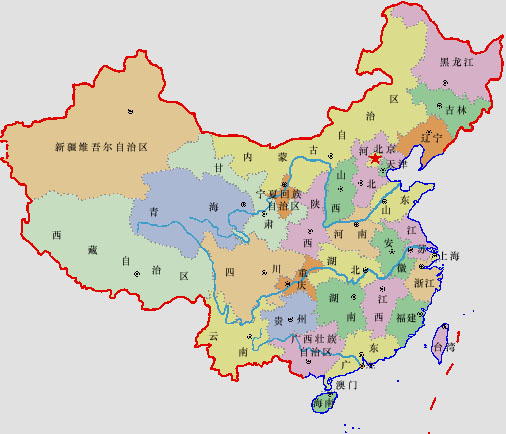 黑龙江
吉林
辽宁
内蒙古自治区
北京
天津
河北
新疆维吾尔自治区
甘肃
宁夏回族
自治区
山西
山东
青海
陕西
河南
江苏
安徽
上海
西藏自治区
四川
重庆
湖北
浙江
湖南
江西
贵州
福建
云南
广西壮族
自治区
广东
台湾
澳门
海南